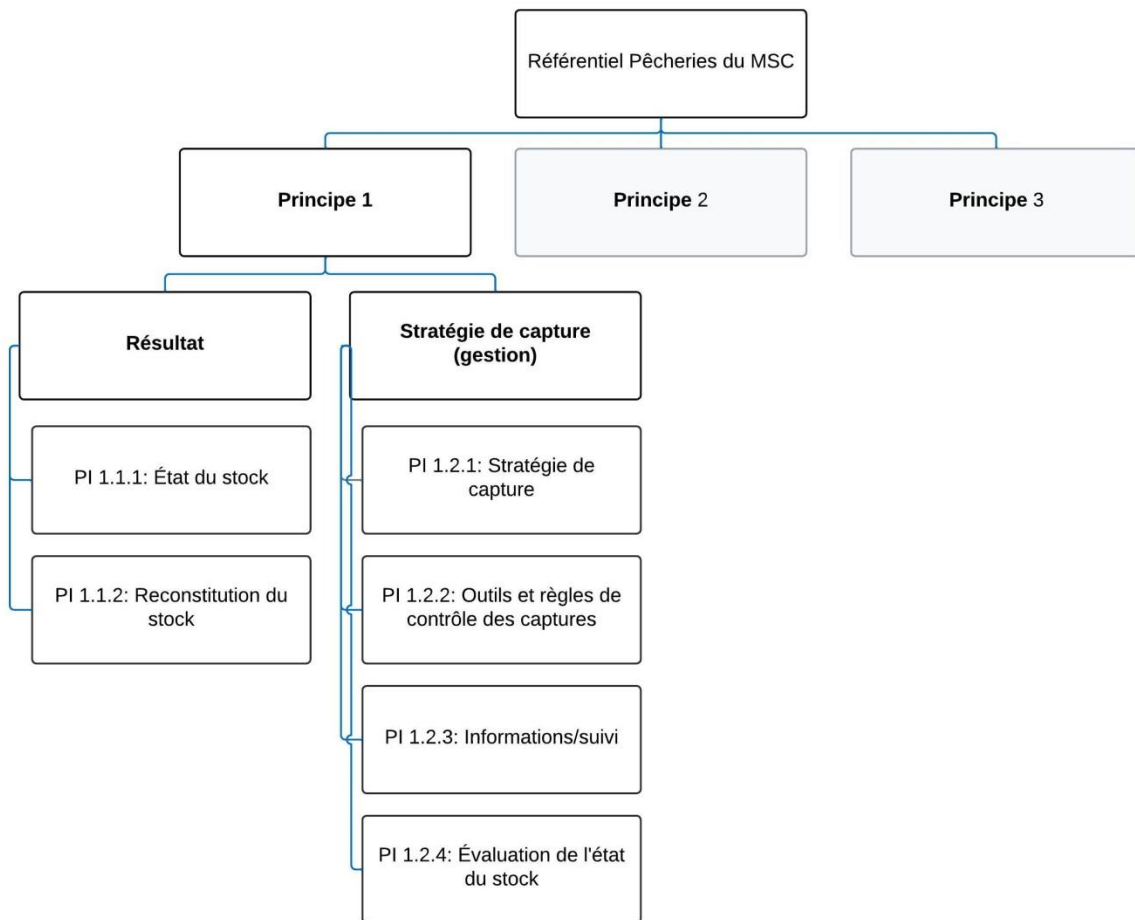 Référentiel Pêcheries du MSC
Principe 1
Principe 2
Principe 3
Résultat
Stratégie de capture
(gestion)
PI 1.1.1: État du stock
PI 1.2.1: Stratégie de
capture
PI 1.1.2: Reconstitution du
stock
PI 1.2.2: Outils et règles de
contrôle des captures
PI 1.2.3: Informations/suivi
PI 1.2.4: Évaluation de l'état
du stock